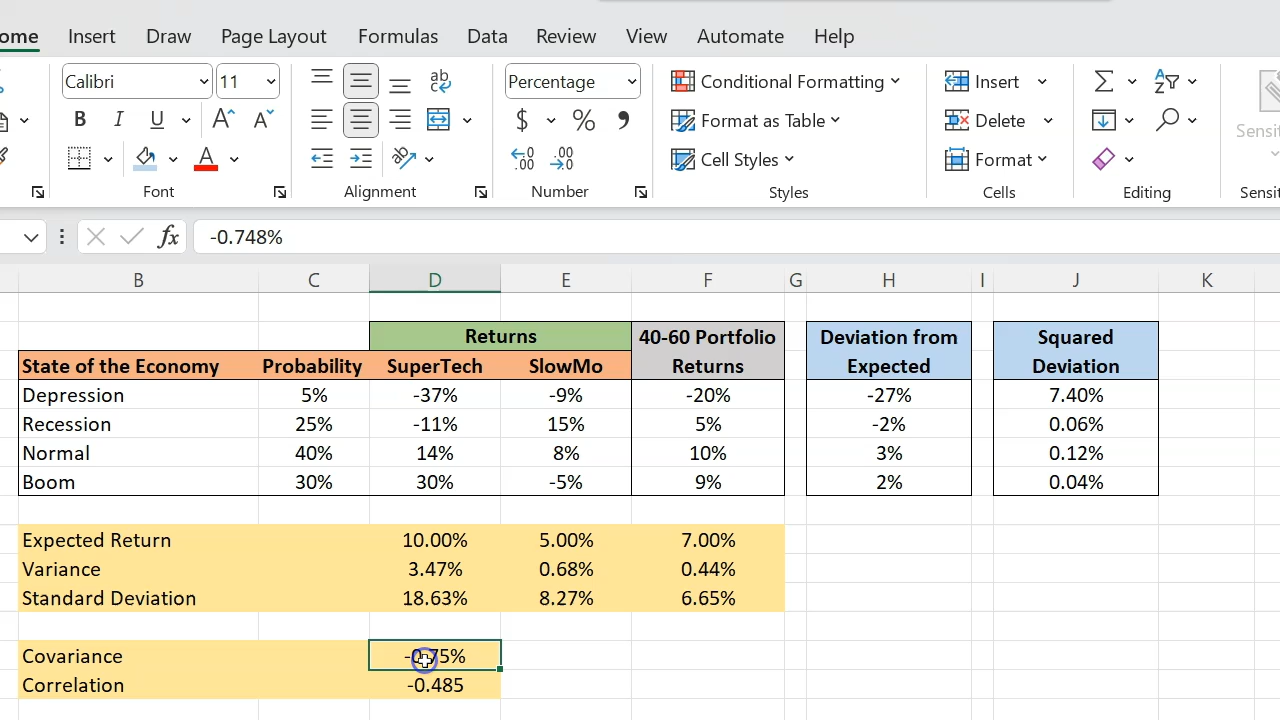 ome Insert Draw Page Layout Formulas Data Review View Automate Help
Calibri 11 ab Percentage Conditional Formatting Insert
B I U A A $ % Format as Table Delete
A Cell Styles Format Sensit
Font Alignment Number Styles Cells Editing Sensit
fx -0.748%
B C D E F G H I J K
Returns 40-60 Portfolio Deviation from Squared
State of the Economy Probability SuperTech SlowMo Returns Expected Deviation
Depression 5% -37% -9% -20% -27% 7.40%
Recession 25% -11% 15% 5% -2% 0.06%
Normal 40% 14% 8% 10% 3% 0.12%
Boom 30% 30% -5% 9% 2% 0.04%
Expected Return 10.00% 5.00% 7.00%
Variance 3.47% 0.68% 0.44%
Standard Deviation 18.63% 8.27% 6.65%
Covariance -0.75%
Correlation -0.485